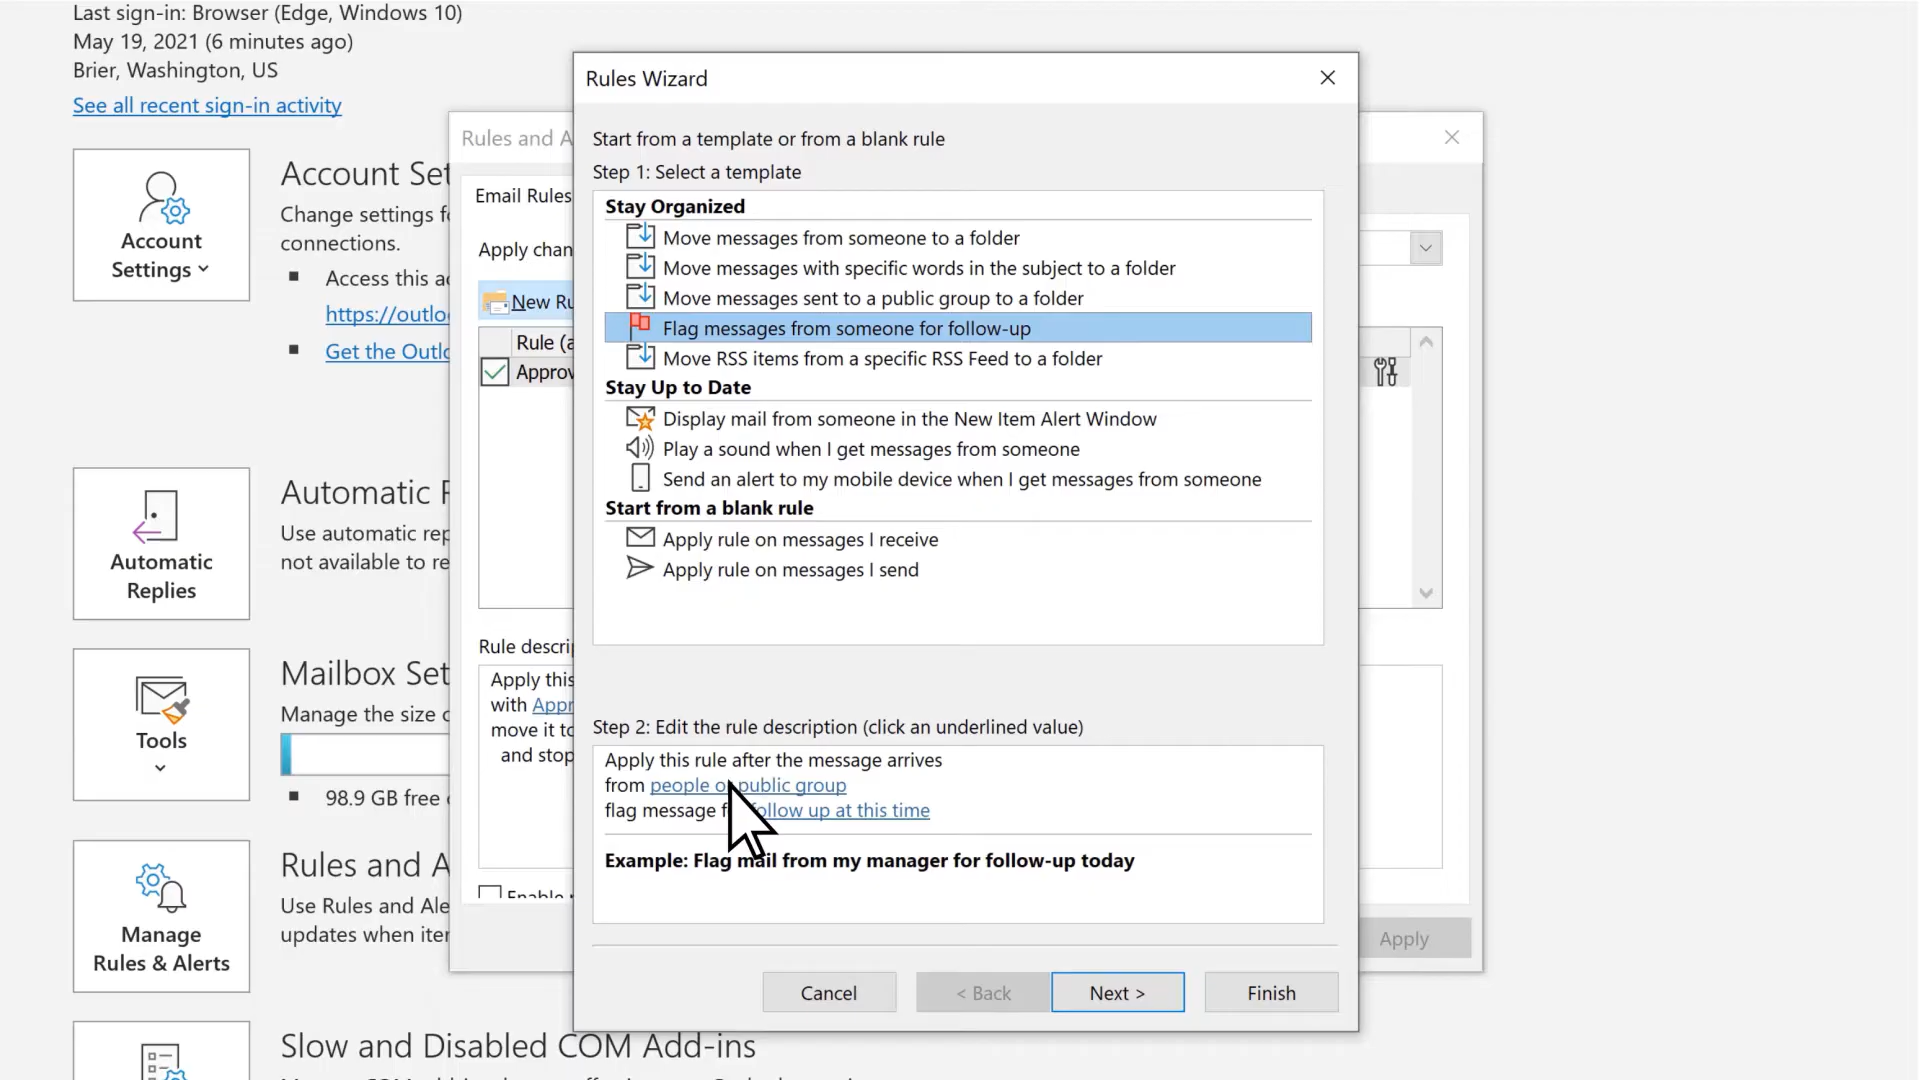 Last sign-in: Browser (Edge, Windows 10)
May 19, 2021 (6 minutes ago)
Brier, Washington, US
See all recent sign-in activity
Account
Settings
Account Set
Change settings f
connections.
Access this a
https://outlo
Get the Outl
Automatic
Replies
Automatic
Use automatic rep
not available to re
Tools
Mailbox Set
Manage the size
98.9 GB free
Manage
Rules & Alerts
Rules and A
Use Rules and Ale
updates when iter
Slow and Disabled COM Add-ins
Rules and A
Email Rules
Apply chan
New Ru
Rule (a
Approv
Rule descrip
Apply this
with Appr
move it to
and stop
Enable
Apply
Rules Wizard
Start from a template or from a blank rule
Step 1: Select a template
Stay Organized
Move messages from someone to a folder
Move messages with specific words in the subject to a folder
Move messages sent to a public group to a folder
Flag messages from someone for follow-up
Move RSS items from a specific RSS Feed to a folder
Stay Up to Date
Display mail from someone in the New Item Alert Window
Play a sound when I get messages from someone
Send an alert to my mobile device when I get messages from someone
Start from a blank rule
Apply rule on messages I receive
Apply rule on messages I send
Step 2: Edit the rule description (click an underlined value)
Apply this rule after the message arrives
from people or public group
flag message follow up at this time
Example: Flag mail from my manager for follow-up today
Cancel
< Back
Next >
Finish